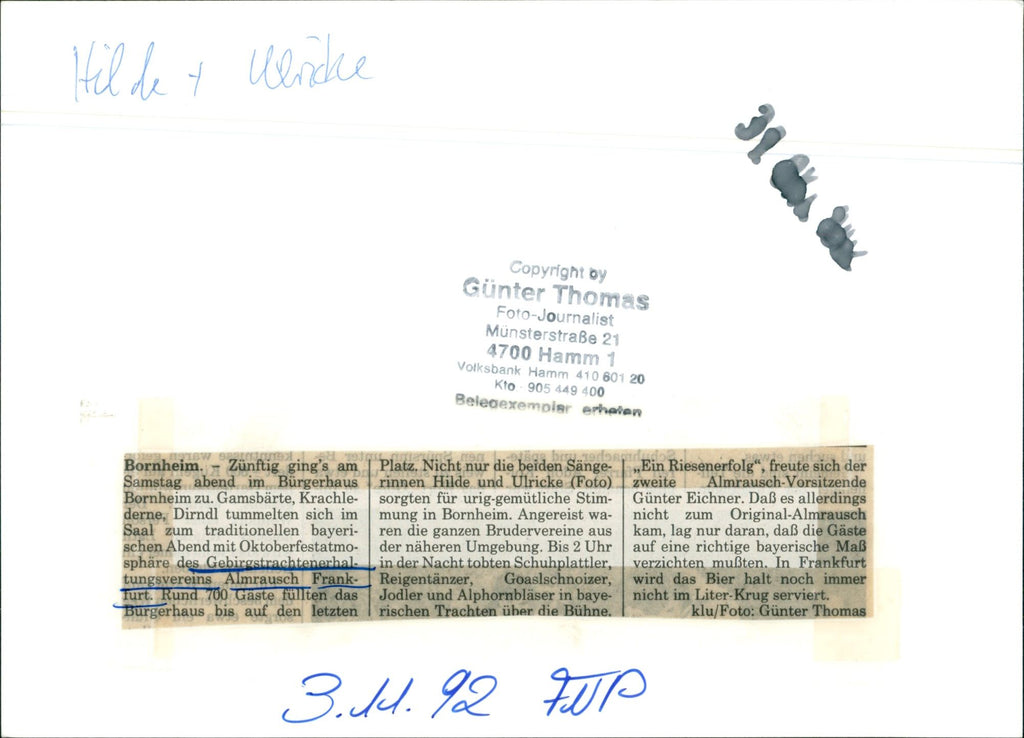 Hilde + Ulricke
Copyright by
Günter Thomas
Foto-Journalist
Münsterstraße 21
4700 Hamm 1
Volksbank Hamm 410 601 20
Kto - 905 449 400
Belegexemplar erbeten
Bornheim. – Zünftig ging's am
Samstag abend im Bürgerhaus
Bornheim zu. Gamsbärte, Krachle-
derne, Dirndl tummelten sich im
Saal zum traditionellen bayeri-
schen Abend mit Oktoberfestatmo-
sphäre des Gebirgstrachtenerhal-
tungsvereins Almrausch Frank-
furt. Rund 700 Gäste füllten das
Bürgerhaus bis auf den letzten
Platz. Nicht nur die beiden Sänge-
rinnen Hilde und Ulricke (Foto)
sorgten für urig-gemütliche Stim-
mung in Bornheim. Angereist wa-
ren die ganzen Brudervereine aus
der näheren Umgebung. Bis 2 Uhr
in der Nacht tobten Schuhplattler,
Reigentänzer, Goaslschnoizer,
Jodler und Alphornbläser in baye-
rischen Trachten über die Bühne.
„Ein Riesenerfolg“, freute sich der
zweite Almrausch-Vorsitzende
Günter Eichner. Daß es allerdings
nicht zum Original-Almrausch
kam, lag nur daran, daß die Gäste
auf eine richtige bayerische Maß
verzichten mußten. In Frankfurt
wird das Bier halt noch immer
nicht im Liter-Krug serviert.
klu/Foto: Günter Thomas
3.11.92 FNP